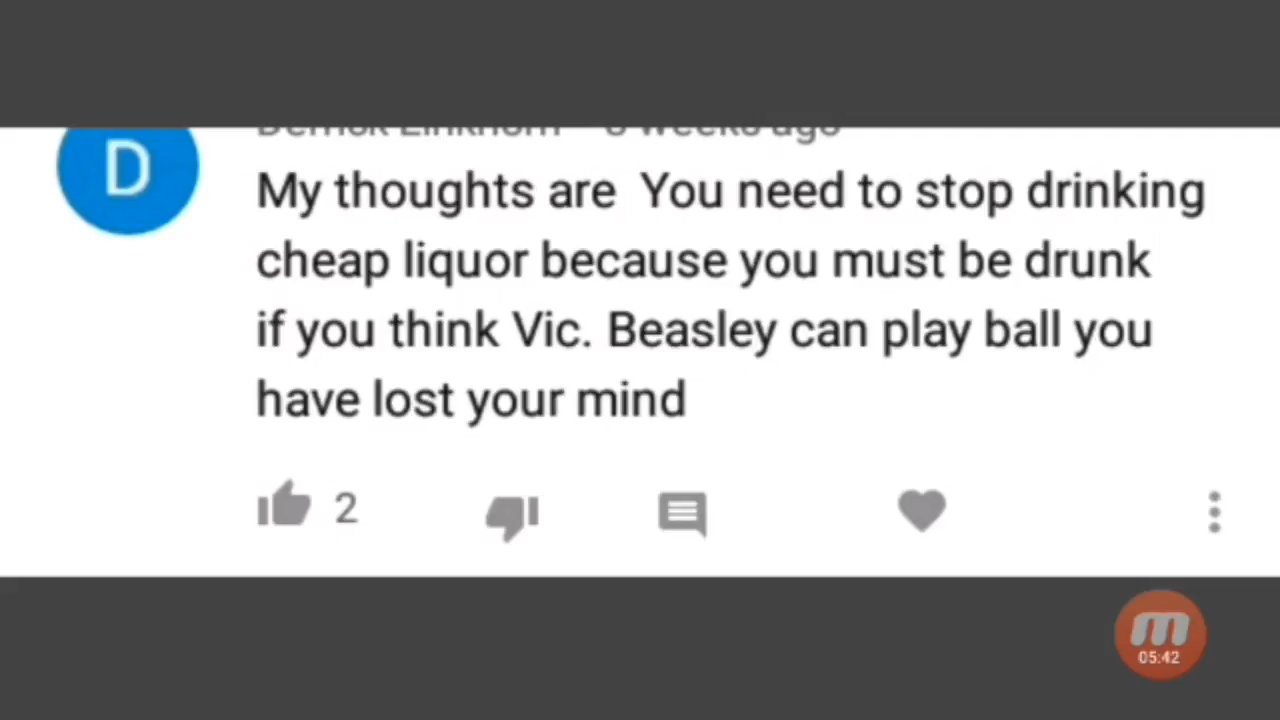 D
My thoughts are  You need to stop drinking
cheap liquor because you must be drunk
if you think Vic. Beasley can play ball you
have lost your mind
2
m
05:42